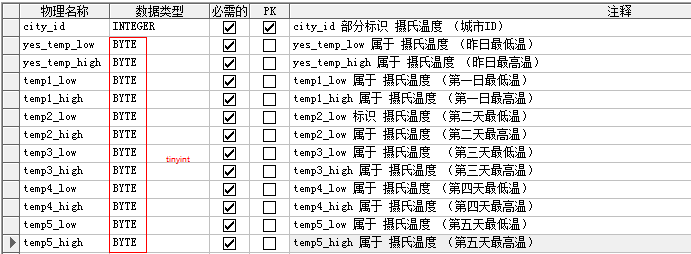 物理名称 数据类型 必需的 PK 注释
city_id INTEGER city_id 部分标识 摄氏温度 （城市ID）
yes_temp_low BYTE yes_temp_low 属于 摄氏温度 （昨日最低温）
yes_temp_high BYTE yes_temp_high 属于 摄氏温度 （昨日最高温）
temp1_low BYTE temp1_low 属于 摄氏温度 （第一日最低温）
temp1_high BYTE temp1_high 属于 摄氏温度 （第一日最高温）
temp2_low BYTE temp2_low 标识 摄氏温度 （第二天最低温）
temp2_high BYTE temp2_high 属于 摄氏温度 （第二天最高温）
temp3_low BYTE temp3_low 属于 摄氏温度 （第三天最低温）
tinyint
temp3_high BYTE temp3_high 属于 摄氏温度 （第三天最高温）
temp4_low BYTE temp4_low 属于 摄氏温度 （第四天最低温）
temp4_high BYTE temp4_high 属于 摄氏温度 （第四天最高温）
temp5_low BYTE temp5_low 属于 摄氏温度 （第五天最低温）
temp5_high BYTE temp5_high 属于 摄氏温度 （第五天最高温）